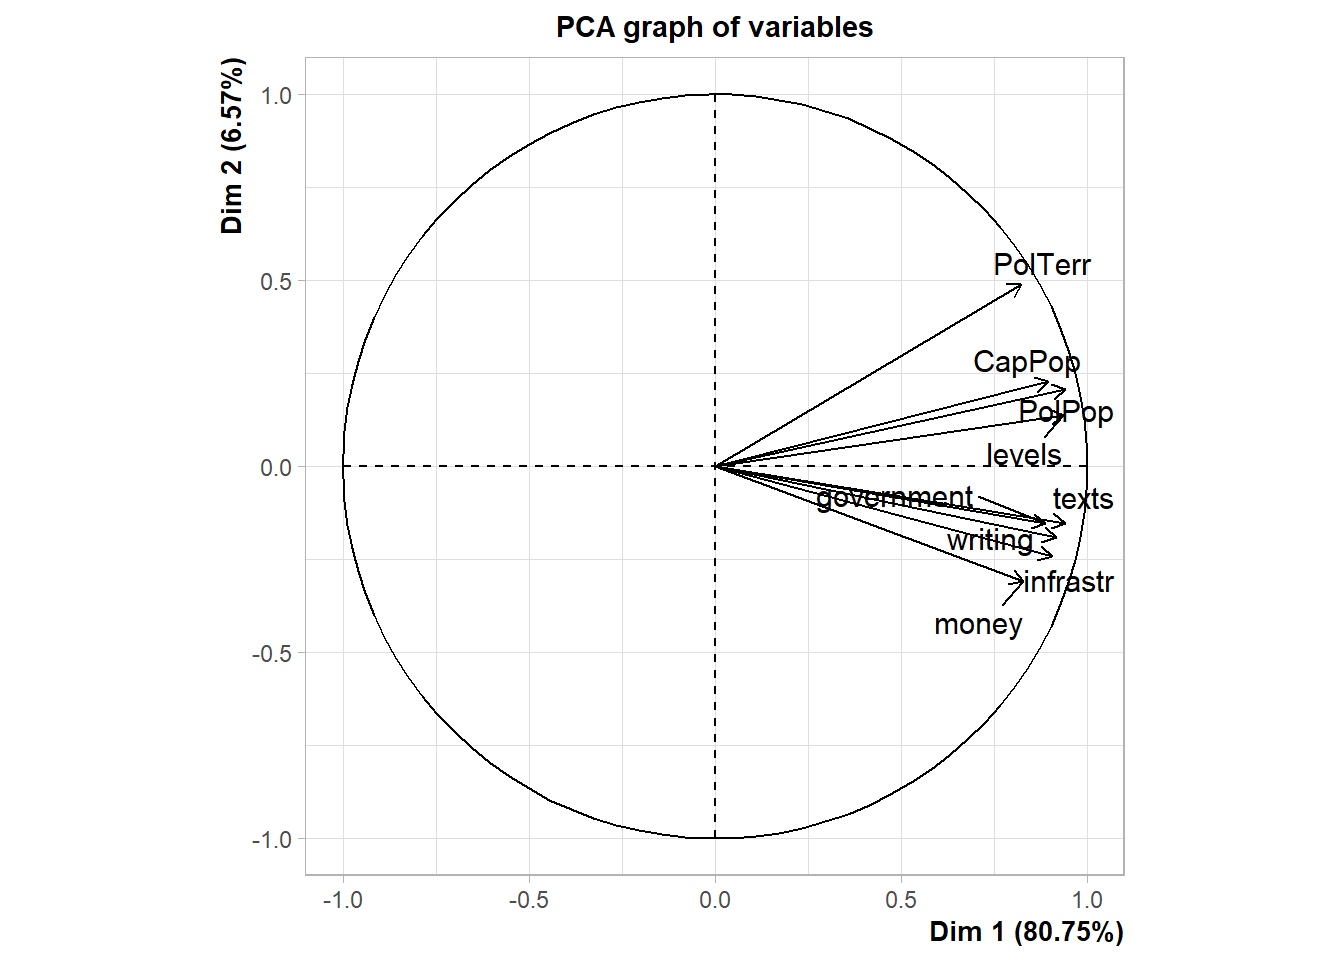 PCA graph of variables
Dim 2 (6.57%)
1.0
0.5
0.0
-0.5
-1.0
PolTerr
CapPop
PolPop
levels
government
texts
writing
infrastr
money
-1.0
-0.5
0.0
0.5
1.0
Dim 1 (80.75%)